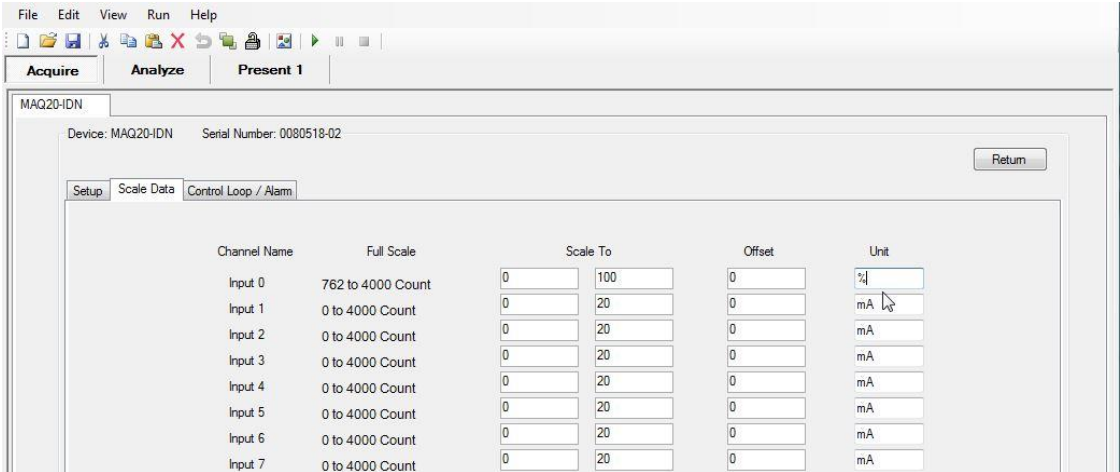 File Edit View Run Help
Acquire Analyze Present 1
MAQ20-IDN
Device: MAQ20-IDN Serial Number: 0080518-02
Return
Setup Scale Data Control Loop / Alarm
Channel Name Full Scale Scale To Offset Unit
Input 0 762 to 4000 Count 0 100 0 %
Input 1 0 to 4000 Count 0 20 0 mA
Input 2 0 to 4000 Count 0 20 0 mA
Input 3 0 to 4000 Count 0 20 0 mA
Input 4 0 to 4000 Count 0 20 0 mA
Input 5 0 to 4000 Count 0 20 0 mA
Input 6 0 to 4000 Count 0 20 0 mA
Input 7 0 to 4000 Count 0 20 0 mA